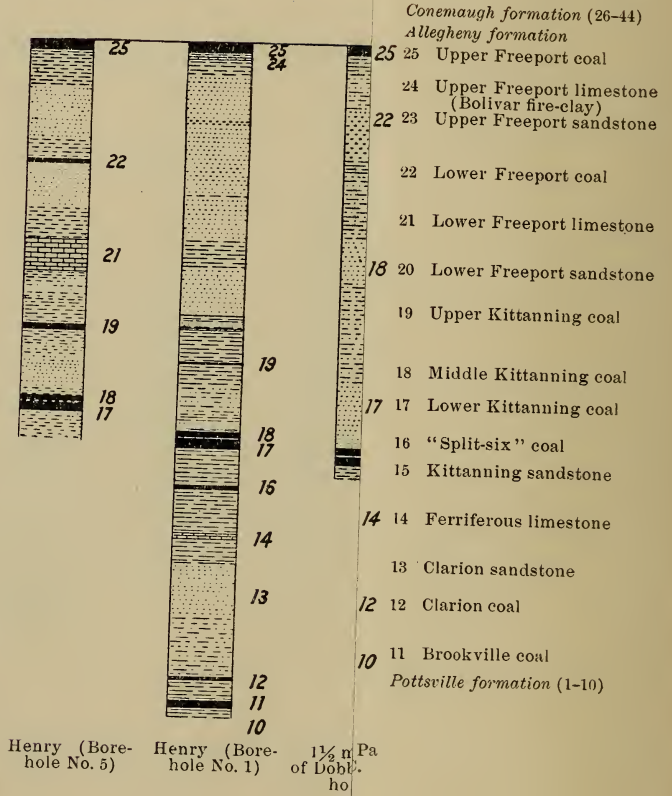 Conemaugh formation (26-44)
Allegheny formation
25 25 25 25 Upper Freeport coal
24 24 Upper Freeport limestone
(Bolivar fire-clay)
22 23 Upper Freeport sandstone
22 22 Lower Freeport coal
21 21 Lower Freeport limestone
18 20 Lower Freeport sandstone
19 19 19 Upper Kittanning coal
18 18 Middle Kittanning coal
17 17 17 Lower Kittanning coal
18
17
16 "Split-six" coal
15 Kittanning sandstone
16
14 14 Ferriferous limestone
14
13 Clarion sandstone
13 12 12 Clarion coal
10 11 Brookville coal
12 Pottsville formation (1-10)
11
10
Henry (Bore-
hole No. 5)
Henry (Bore-
hole No. 1)
1½ Pa
of
ho